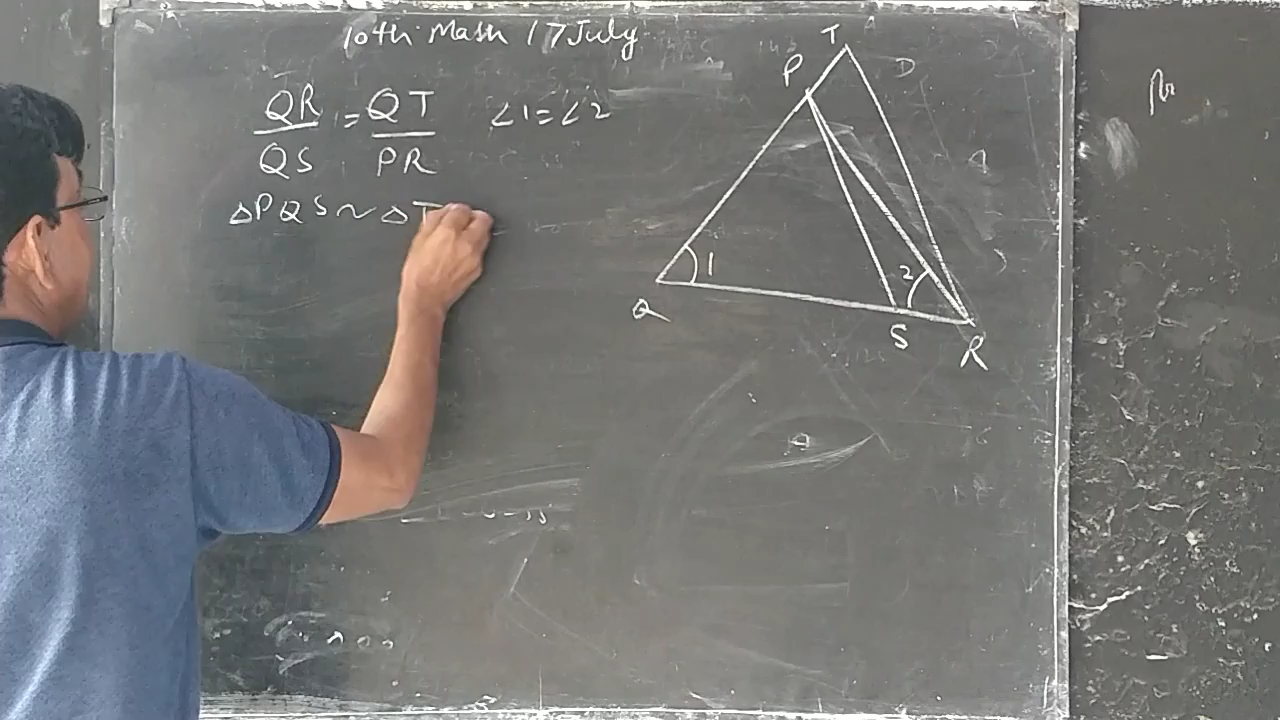 10th Math 17 July
QR = QT ∠1=∠2
QS PR
△PQS ~ △T
T
P
D
1
2
Q
S
R